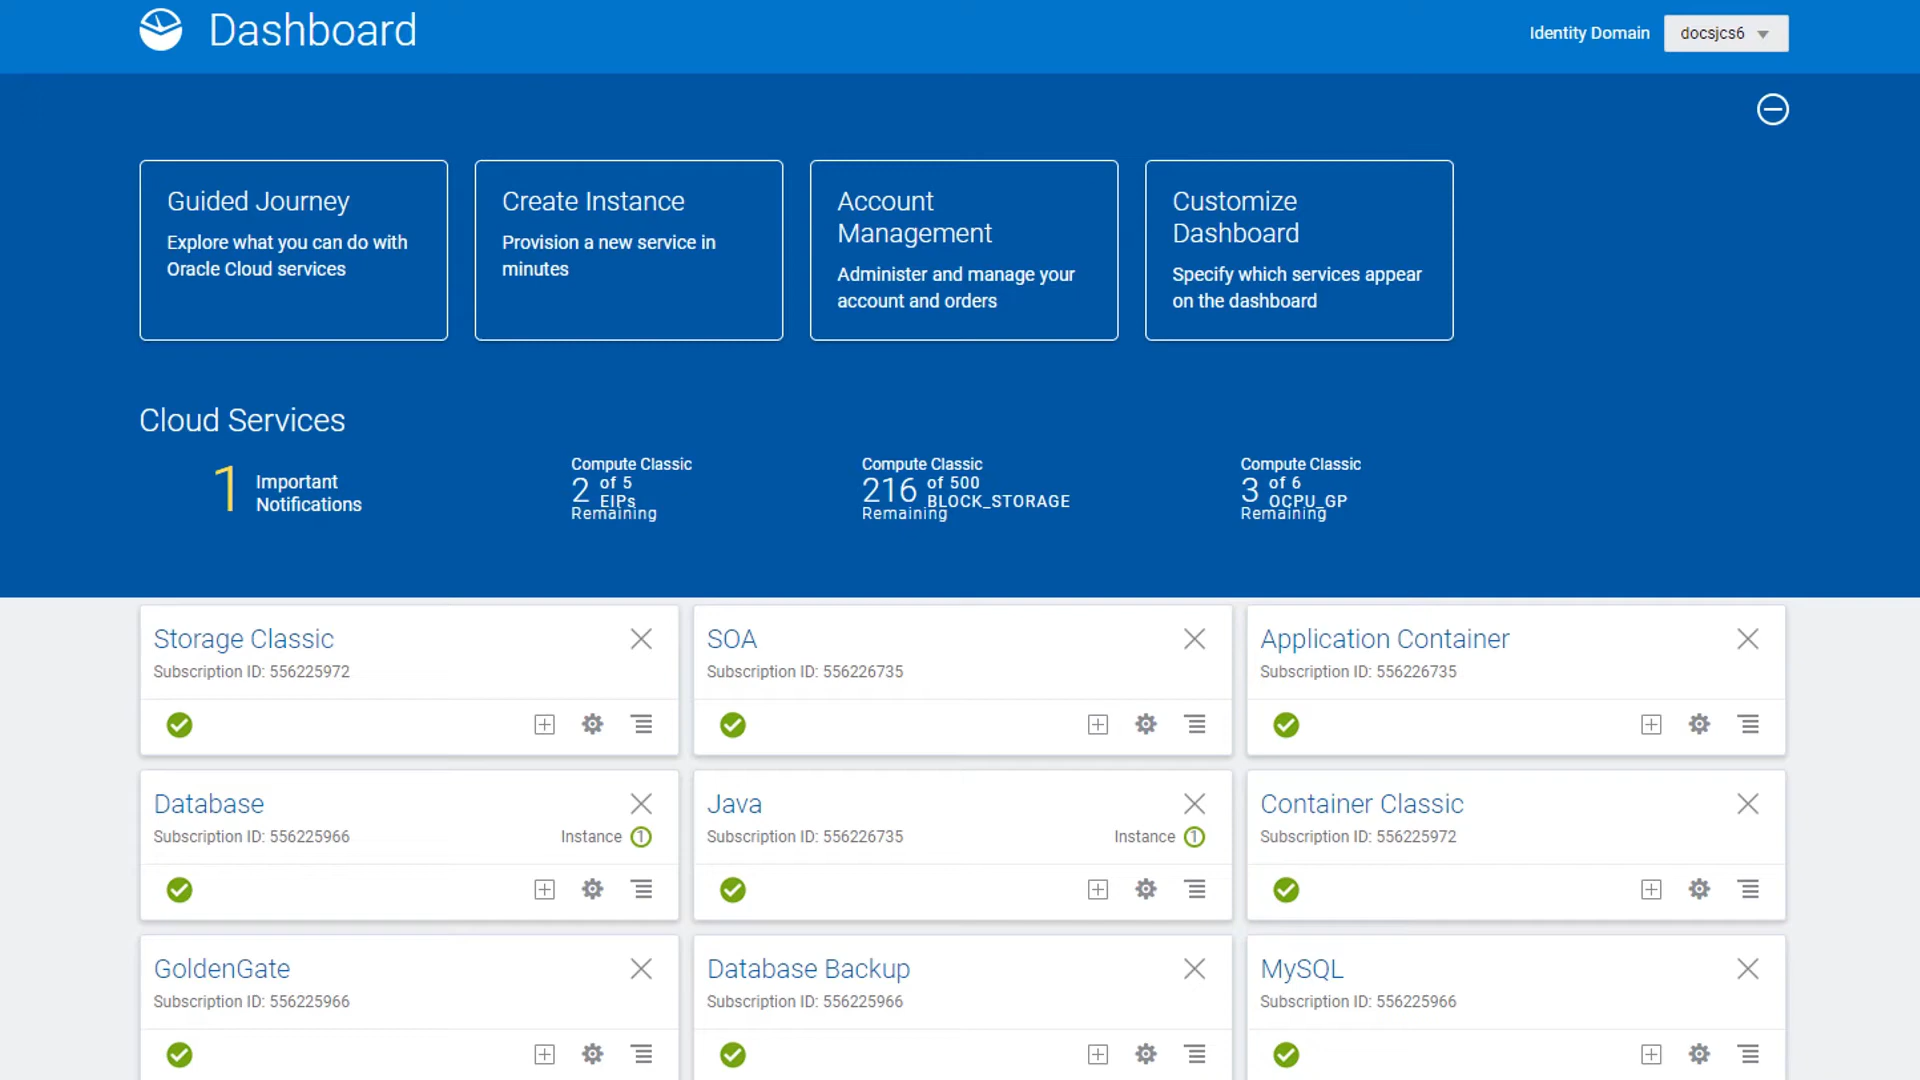 Dashboard
Identity Domain
docsjcs6
Guided Journey
Explore what you can do with
Oracle Cloud services
Create Instance
Provision a new service in
minutes
Account
Management
Administer and manage your
account and orders
Customize
Dashboard
Specify which services appear
on the dashboard
Cloud Services
1 Important
Notifications
Compute Classic
2 of 5
EIPs
Remaining
Compute Classic
216 of 500
BLOCK_STORAGE
Remaining
Compute Classic
3 of 6
OCPU_GP
Remaining
Storage Classic
Subscription ID: 556225972
SOA
Subscription ID: 556226735
Application Container
Subscription ID: 556226735
Database
Subscription ID: 556225966
Instance 1
Java
Subscription ID: 556226735
Instance 1
Container Classic
Subscription ID: 556225972
GoldenGate
Subscription ID: 556225966
Database Backup
Subscription ID: 556225966
MySQL
Subscription ID: 556225966